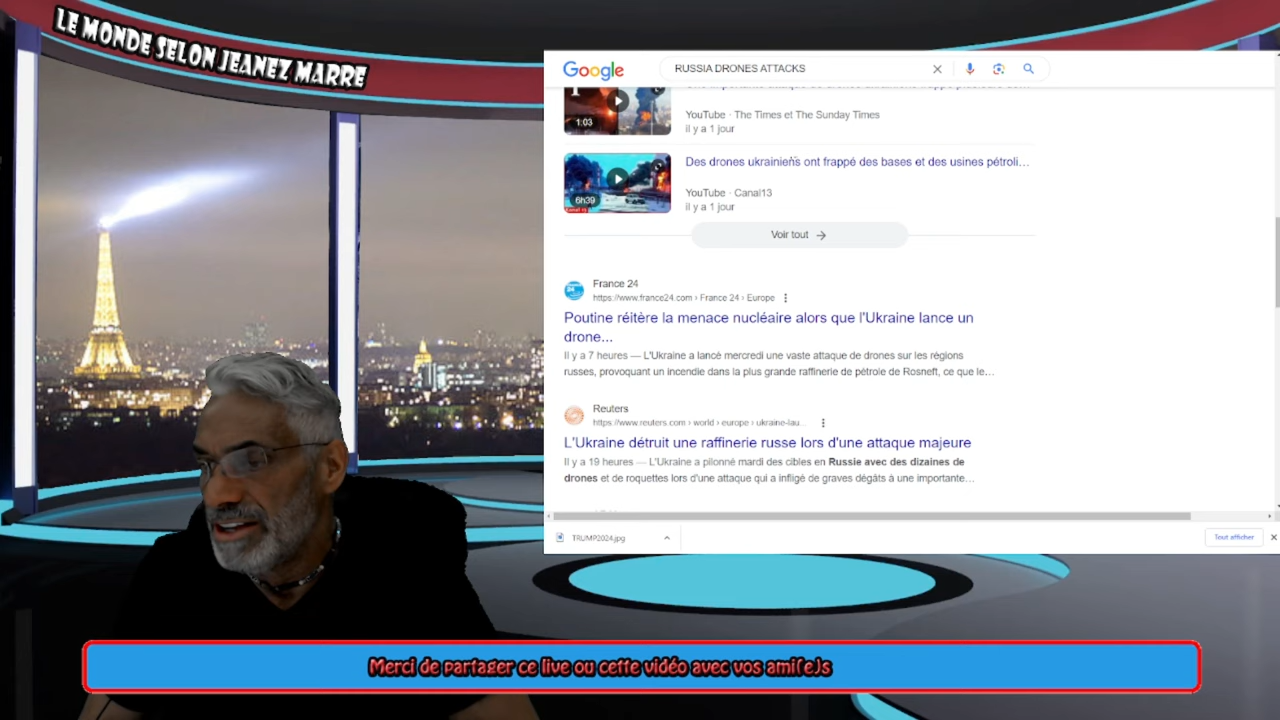 LE MONDE SELON JEANEZ MARRE
Google
RUSSIA DRONES ATTACKS
1:03
YouTube · The Times et The Sunday Times
il y a 1 jour
6h39
Des drones ukrainiens ont frappé des bases et des usines pétroli...
YouTube · Canal13
il y a 1 jour
Voir tout
France 24
https://www.france24.com › France 24 › Europe
Poutine réitère la menace nucléaire alors que l'Ukraine lance un
drone...
Il y a 7 heures — L'Ukraine a lancé mercredi une vaste attaque de drones sur les régions
russes, provoquant un incendie dans la plus grande raffinerie de pétrole de Rosneft, ce que le...
Reuters
https://www.reuters.com › world › europe › ukraine-lau...
L'Ukraine détruit une raffinerie russe lors d'une attaque majeure
Il y a 19 heures — L'Ukraine a pilonné mardi des cibles en Russie avec des dizaines de
drones et de roquettes lors d'une attaque qui a infligé de graves dégâts à une importante...
TRUMP2024.jpg
Tout afficher
Merci de partager ce live ou cette vidéo avec vos ami(e)s